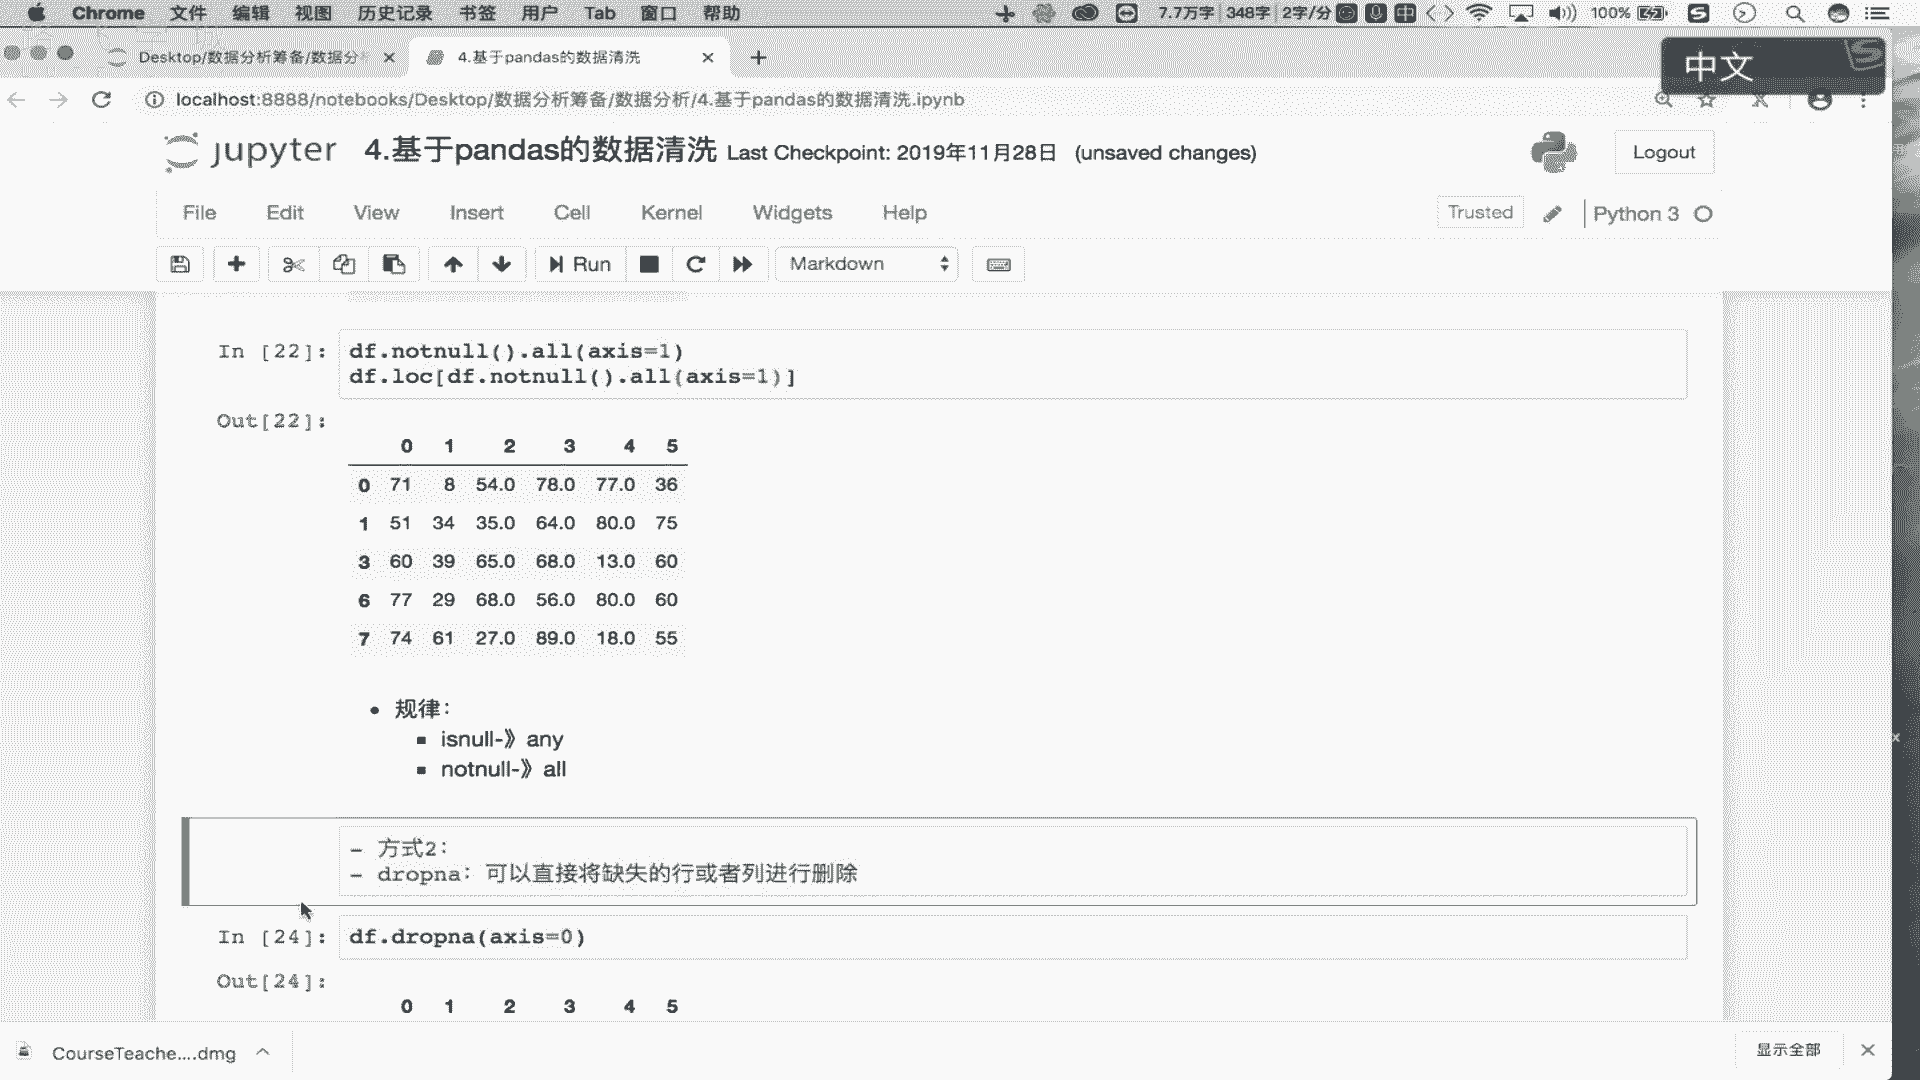 Chrome 文件 编辑 视图 历史记录 书签 用户 Tab 窗口 帮助 7.7万字 348字 2字/分 中 100%
Desktop/数据分析筹备/数据分
4.基于pandas的数据清洗
中文
localhost:8888/notebooks/Desktop/数据分析筹备/数据分析/4.基于pandas的数据清洗.ipynb
jupyter 4.基于pandas的数据清洗 Last Checkpoint: 2019年11月28日 (unsaved changes)
Logout
File Edit View Insert Cell Kernel Widgets Help
Trusted Python 3
Run Markdown
In [22]: df.notnull().all(axis=1)
df.loc[df.notnull().all(axis=1)]
Out[22]:
0 1 2 3 4 5
0 71 8 54.0 78.0 77.0 36
1 51 34 35.0 64.0 80.0 75
3 60 39 65.0 68.0 13.0 60
6 77 29 68.0 56.0 80.0 60
7 74 61 27.0 89.0 18.0 55
规律：
isnull-》any
notnull-》all
- 方式2：
- dropna：可以直接将缺失的行或者列进行删除
In [24]: df.dropna(axis=0)
Out[24]:
0 1 2 3 4 5
CourseTeache....dmg
显示全部